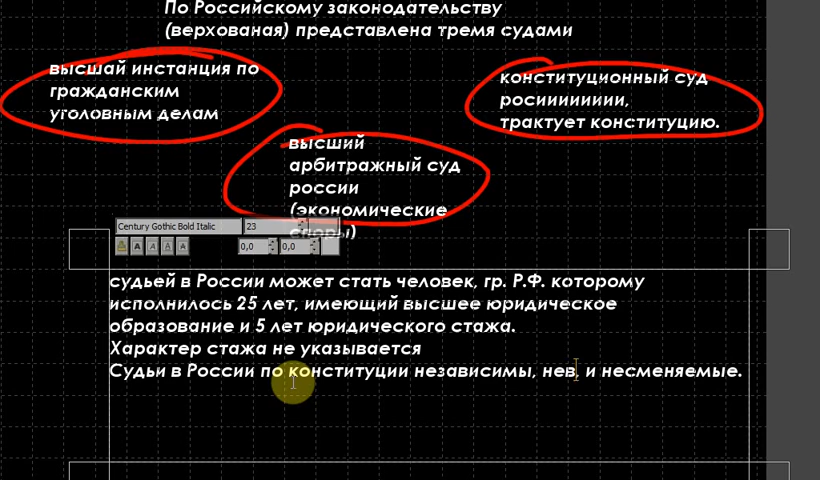 По Российскому законодательству
(верхованая) представлена тремя судами
высшай инстанция по
гражданским
уголовным делам
конституционный суд
росииииииии,
трактует конституцию.
высший
арбитражный суд
россии
(экономические
споры)
Century Gothic Bold Italic
23
0,0
0,0
судьей в России может стать человек, гр. Р.Ф. которому
исполнилось 25 лет, имеющий высшее юридическое
образование и 5 лет юридического стажа.
Характер стажа не указывается
Судьи в России по конституции независимы, нев, и несменяемые.